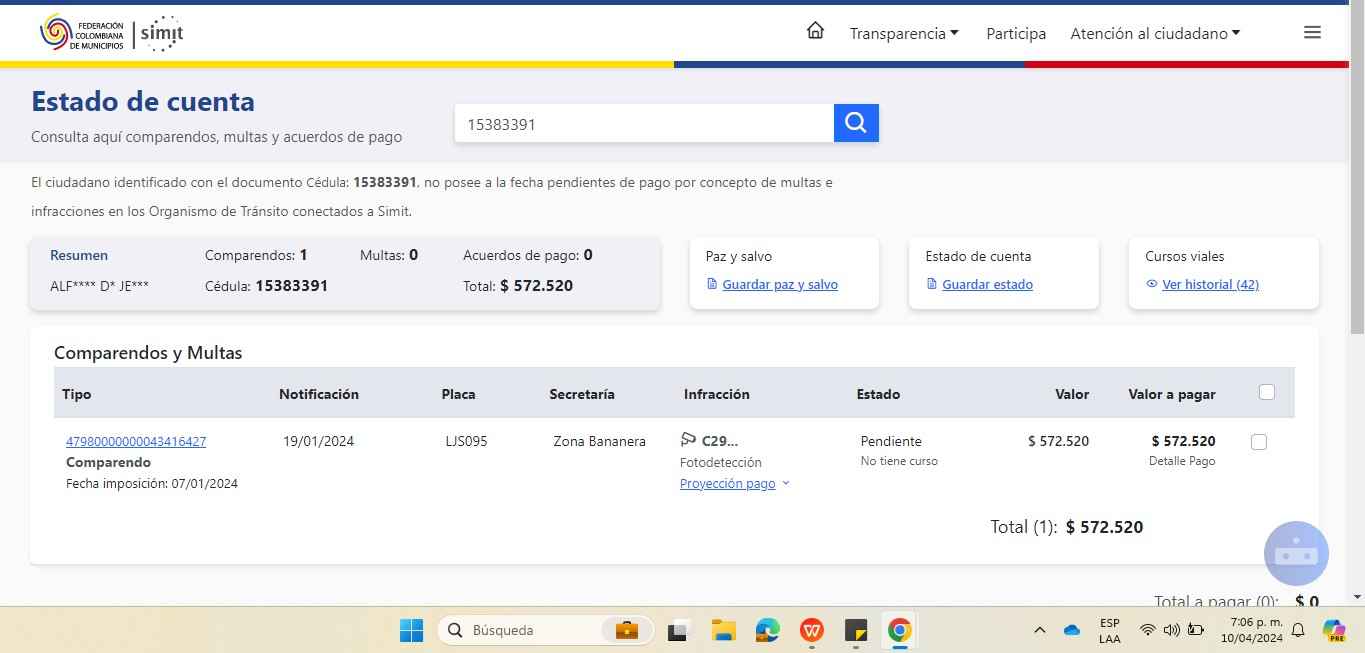 FEDERACIÓN
COLOMBIANA
DE MUNICIPIOS
simit
Transparencia
Participa
Atención al ciudadano
Estado de cuenta
Consulta aquí comparendos, multas y acuerdos de pago
15383391
El ciudadano identificado con el documento Cédula: 15383391, no posee a la fecha pendientes de pago por concepto de multas e
infracciones en los Organismo de Tránsito conectados a Simit.
Resumen Comparendos: 1 Multas: 0 Acuerdos de pago: 0
ALF**** D* JE*** Cédula: 15383391 Total: $ 572.520
Paz y salvo
Guardar paz y salvo
Estado de cuenta
Guardar estado
Cursos viales
Ver historial (42)
Comparendos y Multas
Tipo Notificación Placa Secretaría Infracción Estado Valor Valor a pagar
47980000000043416427 19/01/2024 LJS095 Zona Bananera C29... Pendiente $ 572.520 $ 572.520
Comparendo Fotodetección No tiene curso Detalle Pago
Fecha imposición: 07/01/2024 Proyección pago
Total (1): $ 572.520
Total a pagar (0): $ 0
Búsqueda
ESP
LAA
7:06 p. m.
10/04/2024
PRE